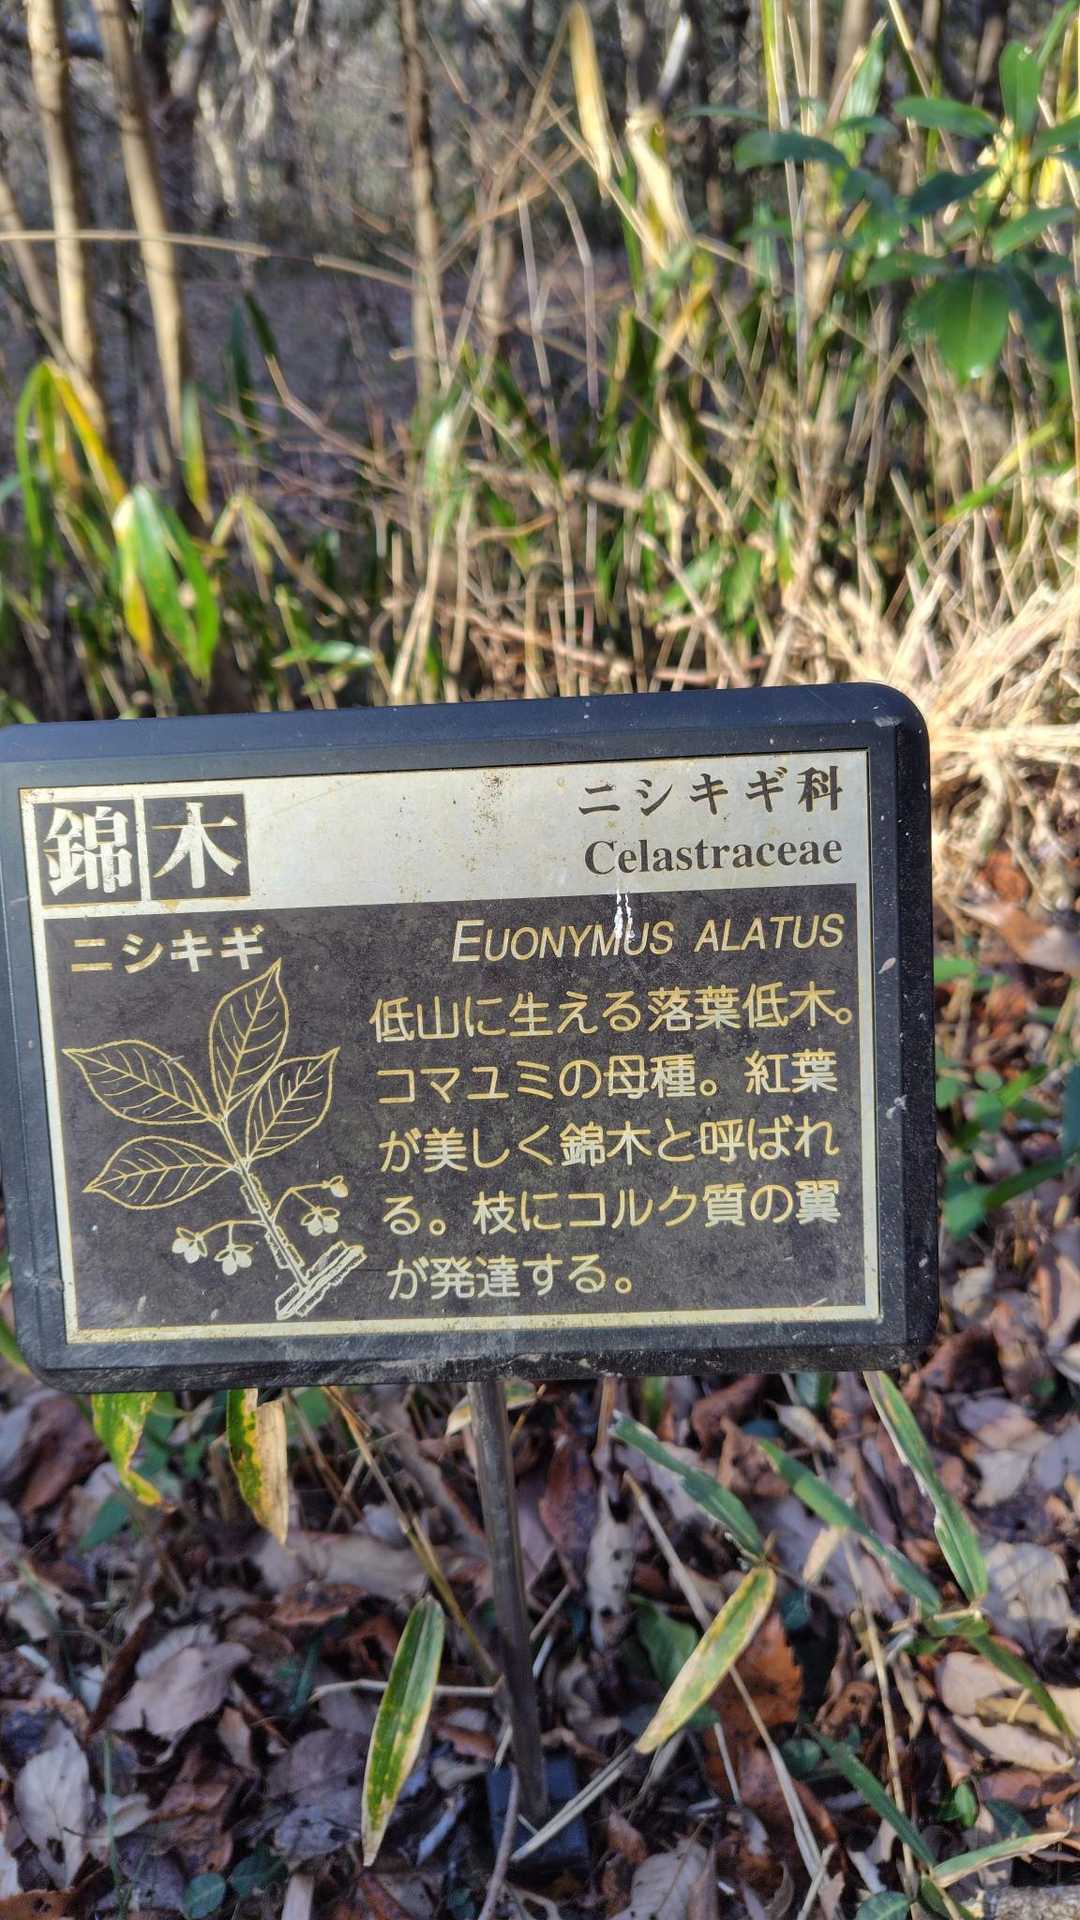 錦木
ニシキギ科
Celastraceae
ニシキギ
EUONYMUS ALATUS
低山に生える落葉低木。
コマユミの母種。紅葉
が美しく錦木と呼ばれ
る。枝にコルク質の翼
が発達する。